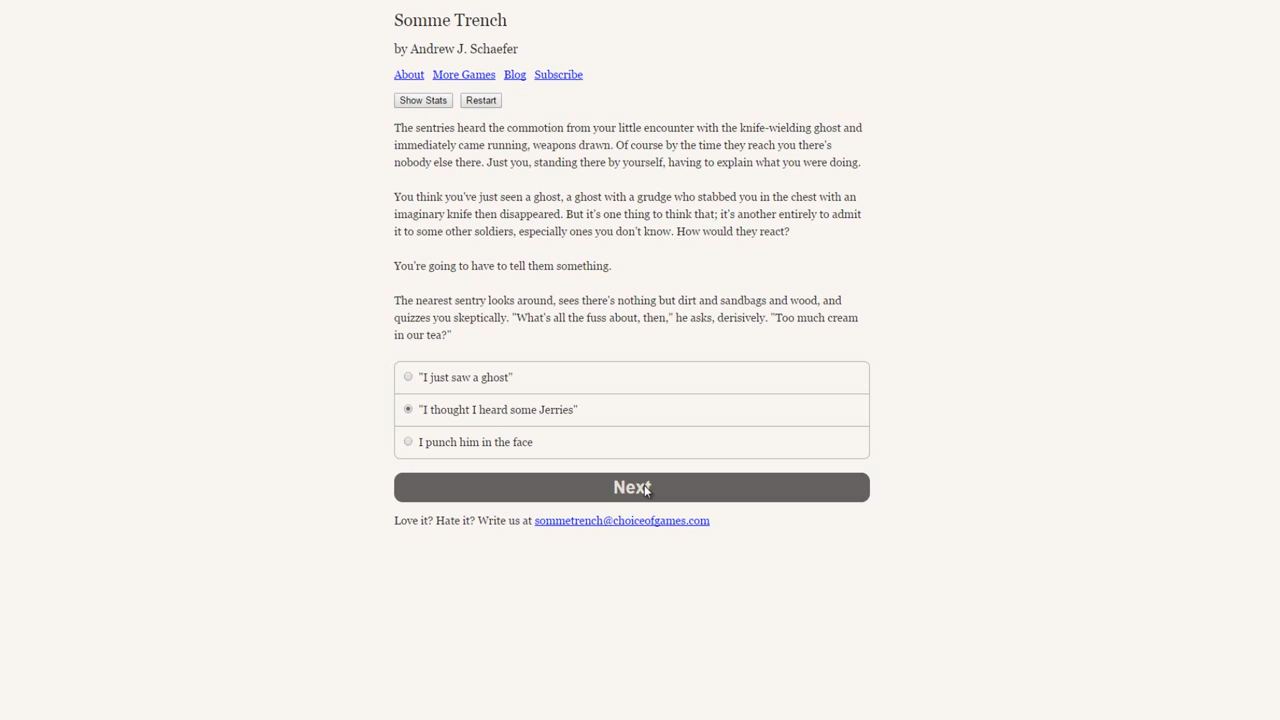 Somme Trench
by Andrew J. Schaefer
About More Games Blog Subscribe
Show Stats Restart
The sentries heard the commotion from your little encounter with the knife-wielding ghost and
immediately came running, weapons drawn. Of course by the time they reach you there's
nobody else there. Just you, standing there by yourself, having to explain what you were doing.
You think you've just seen a ghost, a ghost with a grudge who stabbed you in the chest with an
imaginary knife then disappeared. But it's one thing to think that; it's another entirely to admit
it to some other soldiers, especially ones you don't know. How would they react?
You're going to have to tell them something.
The nearest sentry looks around, sees there's nothing but dirt and sandbags and wood, and
quizzes you skeptically. "What's all the fuss about, then," he asks, derisively. "Too much cream
in our tea?"
"I just saw a ghost"
"I thought I heard some Jerries"
I punch him in the face
Next
Love it? Hate it? Write us at sommetrench@choiceofgames.com